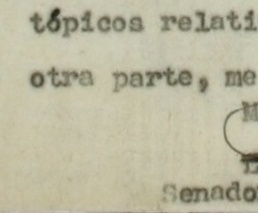 tópicos relati
otra parte, me
M
Senado